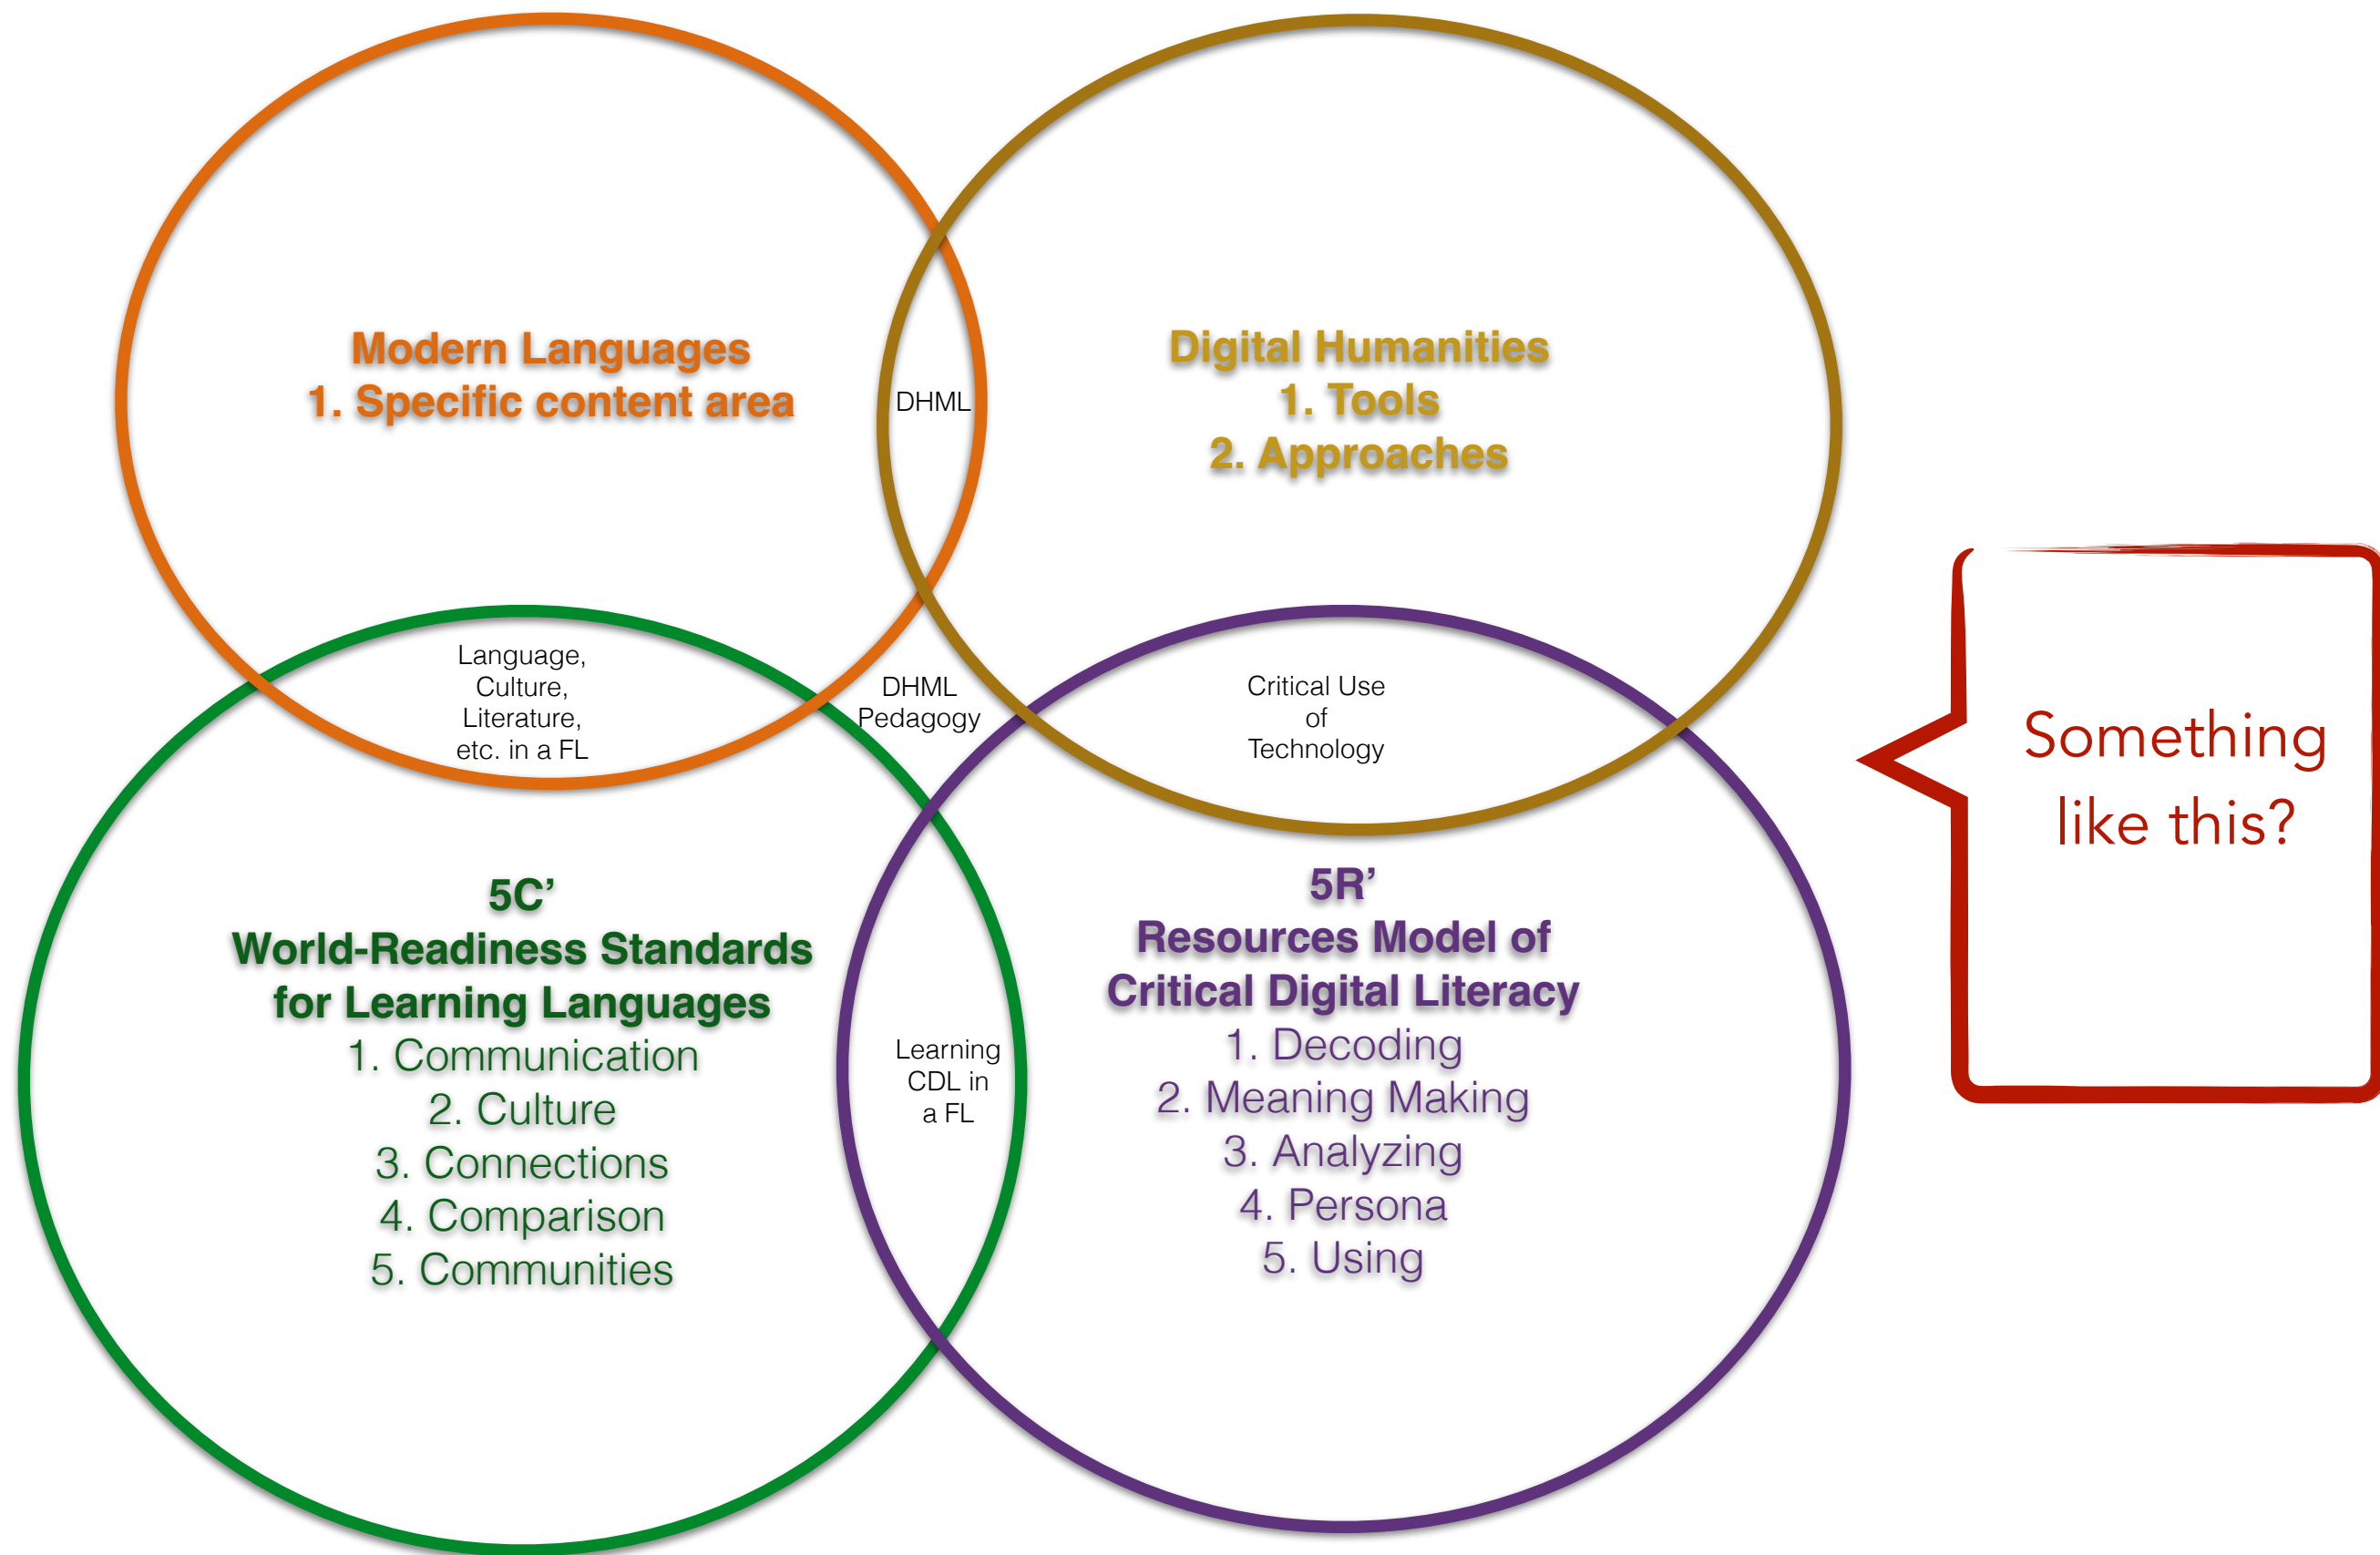 Modern Languages
1. Specific content area
DHML
Digital Humanities
1. Tools
2. Approaches
Language,
Culture,
Literature,
etc. in a FL
DHML
Pedagogy
Critical Use
of
Technology
Something
like this?
5C’
World-Readiness Standards
for Learning Languages
1. Communication
2. Culture
3. Connections
4. Comparison
5. Communities
Learning
CDL in
a FL
5R’
Resources Model of
Critical Digital Literacy
1. Decoding
2. Meaning Making
3. Analyzing
4. Persona
5. Using